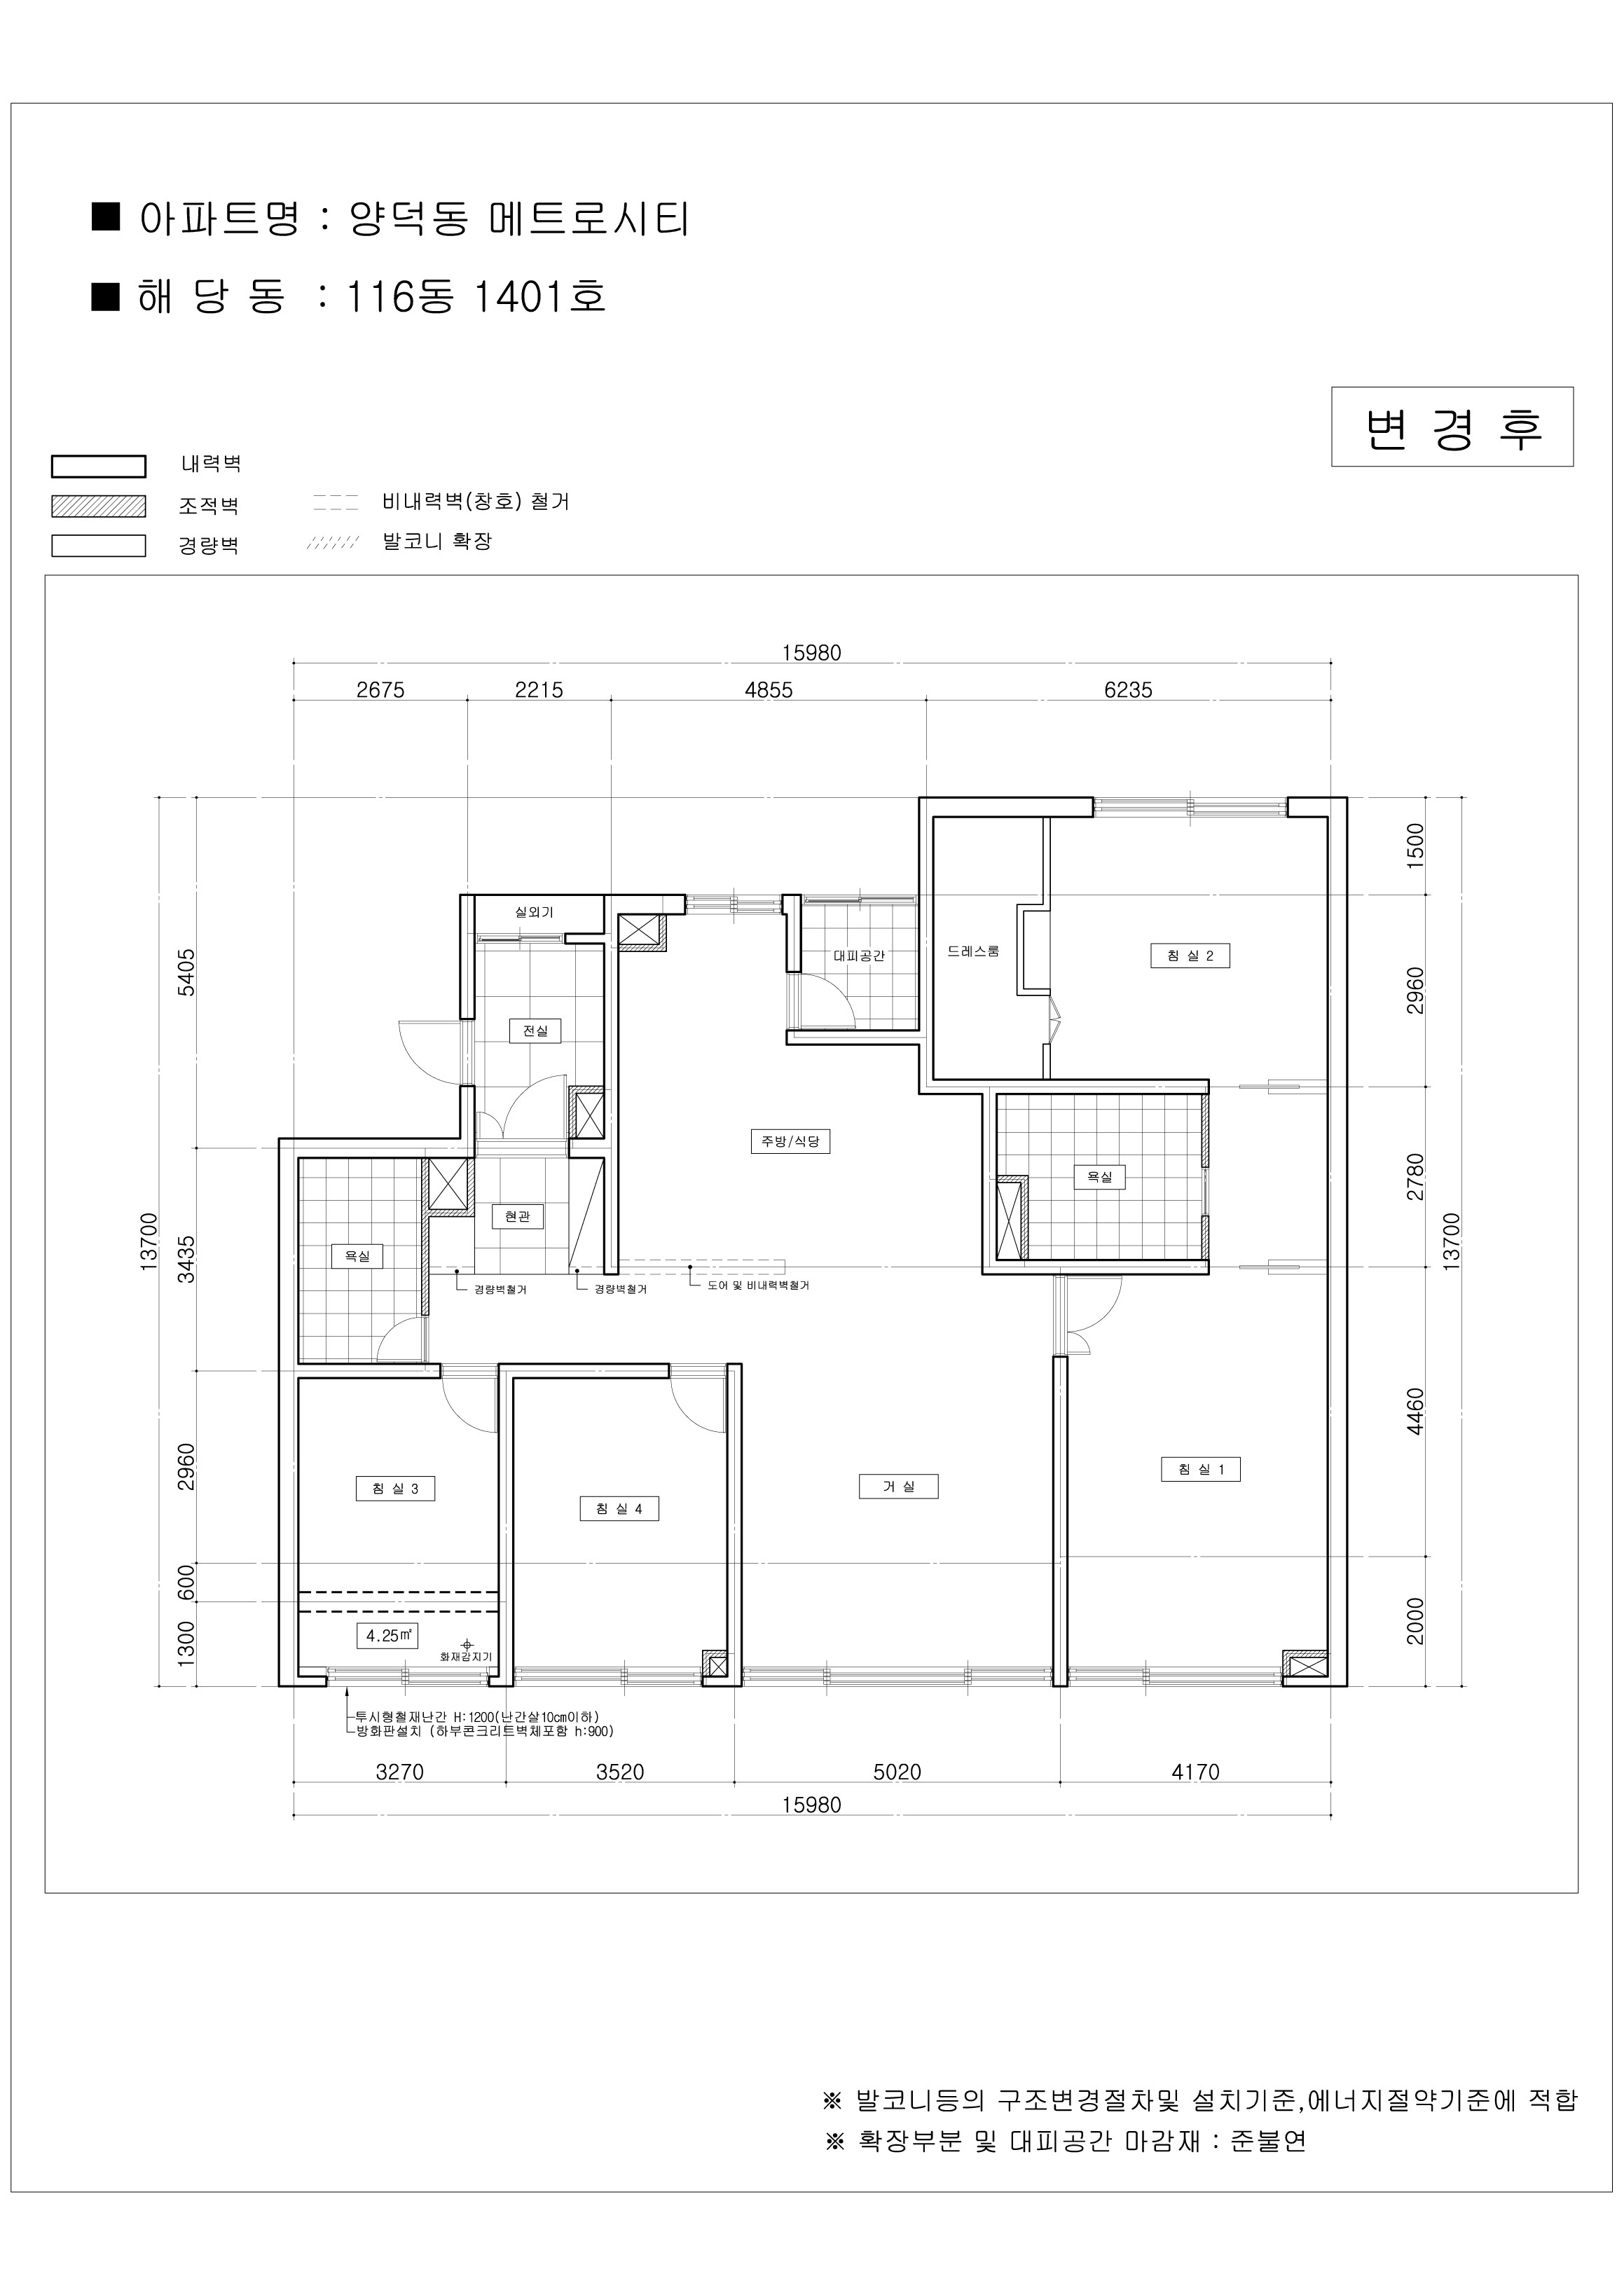 ■ 아파트명 : 양덕동 메트로시티
■ 해 당 동 : 116동 1401호
변 경 후
내력벽
조적벽
비내력벽(창호) 철거
경량벽
발코니 확장
15980
2675
2215
4855
6235
실외기
대피공간
드레스룸
침 실 2
전실
주방/식당
욕실
현관
욕실
경량벽철거
경량벽철거
도어 및 비내력벽철거
침 실 3
침 실 4
거 실
침 실 1
4.25㎡
화재감지기
투시형철재난간 H:1200(난간살10cm이하)
방화판설치 (하부콘크리트벽체포함 h:900)
13700
5405
3435
2960
600
1300
1500
2960
2780
4460
2000
13700
3270
3520
5020
4170
15980
※ 발코니등의 구조변경절차및 설치기준,에너지절약기준에 적합
※ 확장부분 및 대피공간 마감재 : 준불연